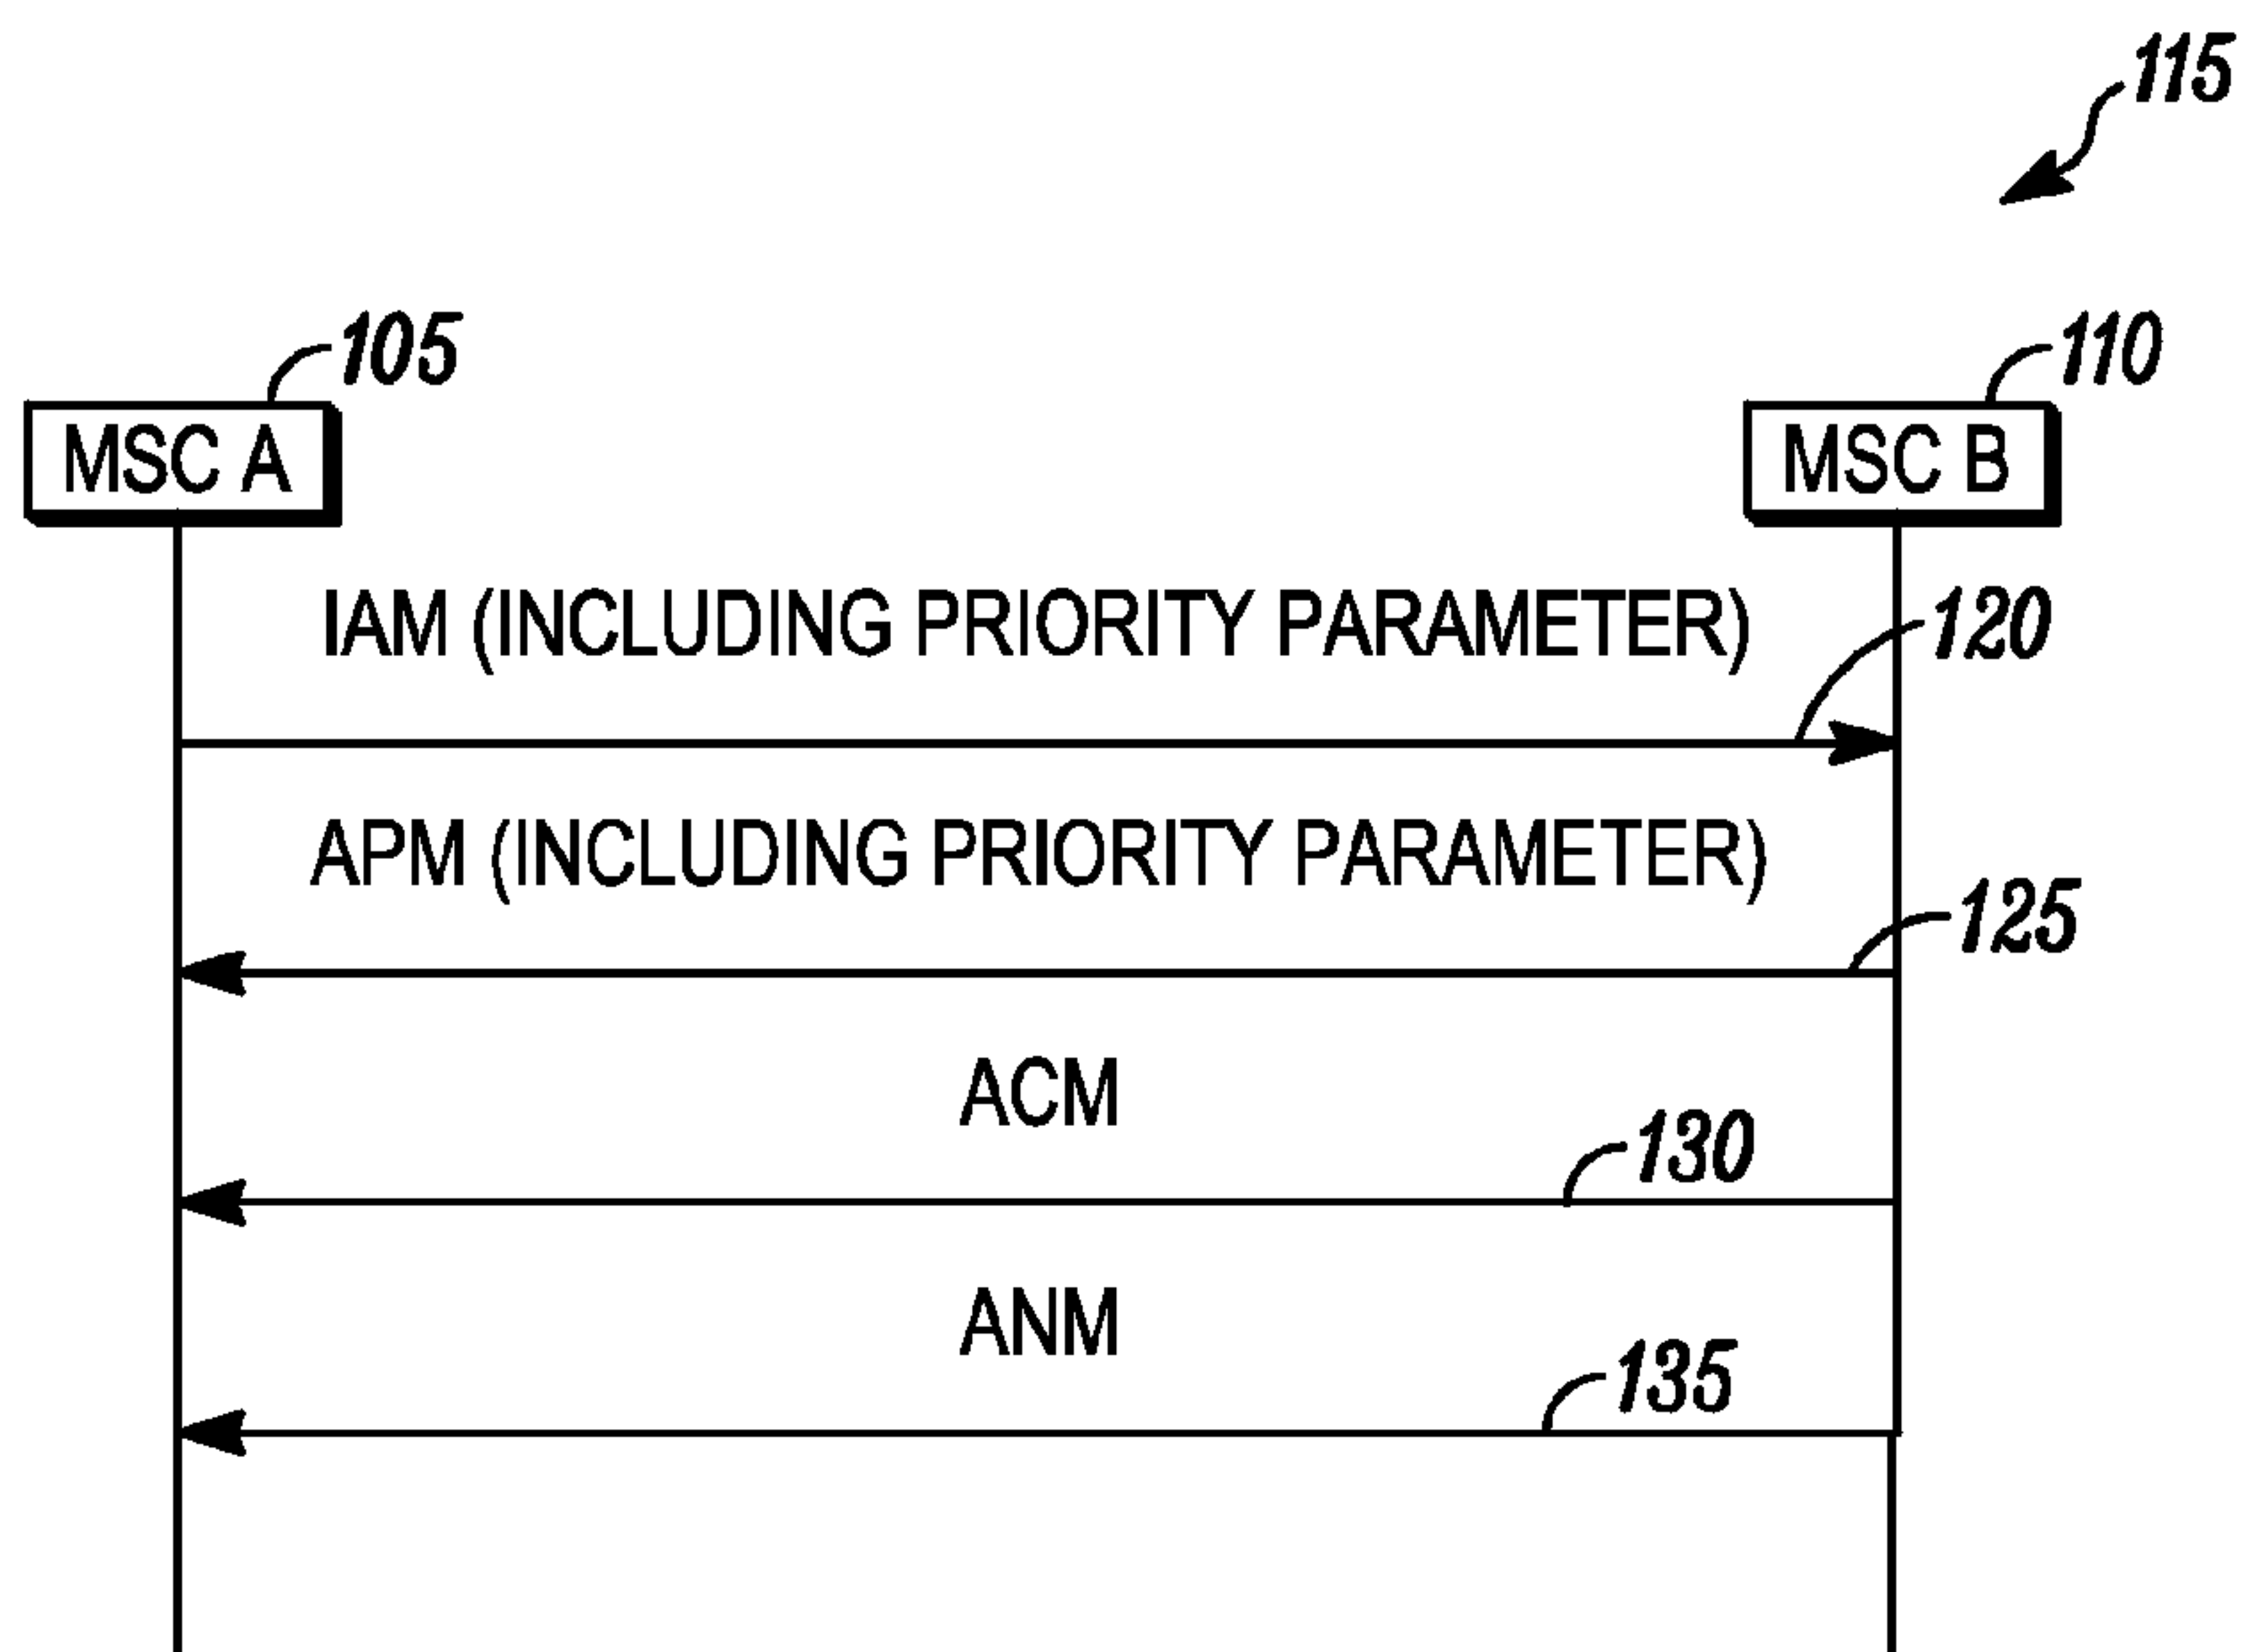 115
105
110
MSC A
MSC B
IAM (INCLUDING PRIORITY PARAMETER)
120
APM (INCLUDING PRIORITY PARAMETER)
125
ACM
130
ANM
135